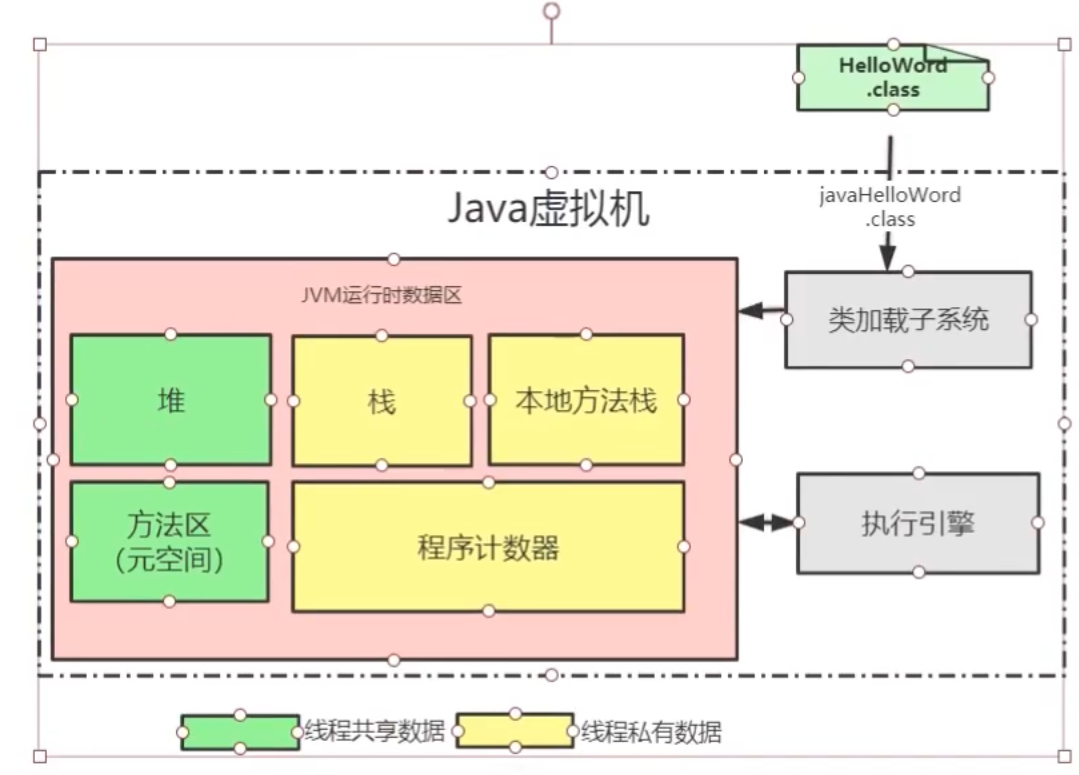 HelloWord
.class
Java虚拟机
javaHelloWord
.class
JVM运行时数据区
类加载子系统
堆
栈
本地方法栈
方法区
(元空间)
程序计数器
执行引擎
线程共享数据
线程私有数据